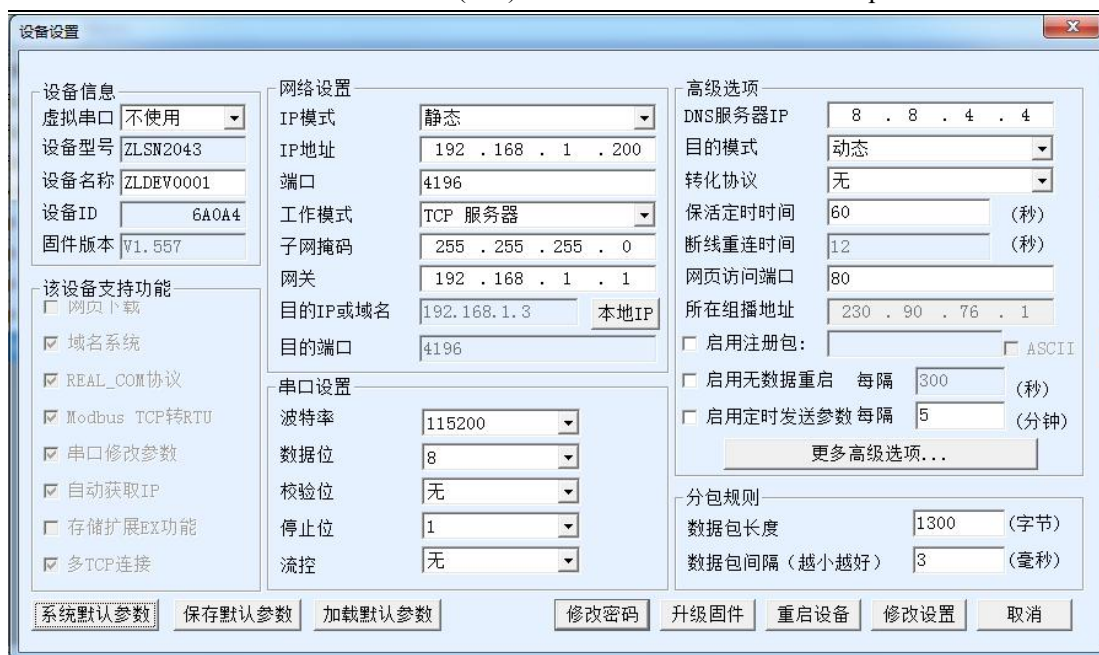 设备设置
设备信息
虚拟串口 不使用
设备型号 ZLSN2043
设备名称 ZLDEV0001
设备ID 6A0A4
固件版本 V1.557
该设备支持功能
网页下载
域名系统
REAL_COM协议
Modbus TCP转RTU
串口修改参数
自动获取IP
存储扩展EX功能
多TCP连接
网络设置
IP模式 静态
IP地址 192 . 168 . 1 . 200
端口 4196
工作模式 TCP 服务器
子网掩码 255 . 255 . 255 . 0
网关 192 . 168 . 1 . 1
目的IP或域名 192.168.1.3 本地IP
目的端口 4196
串口设置
波特率 115200
数据位 8
校验位 无
停止位 1
流控 无
高级选项
DNS服务器IP 8 . 8 . 4 . 4
目的模式 动态
转化协议 无
保活定时时间 60 (秒)
断线重连时间 12 (秒)
网页访问端口 80
所在组播地址 230 . 90 . 76 . 1
启用注册包: ASCII
启用无数据重启 每隔 300 (秒)
启用定时发送参数 每隔 5 (分钟)
更多高级选项...
分包规则
数据包长度 1300 (字节)
数据包间隔（越小越好） 3 (毫秒)
系统默认参数 保存默认参数 加载默认参数 修改密码 升级固件 重启设备 修改设置 取消